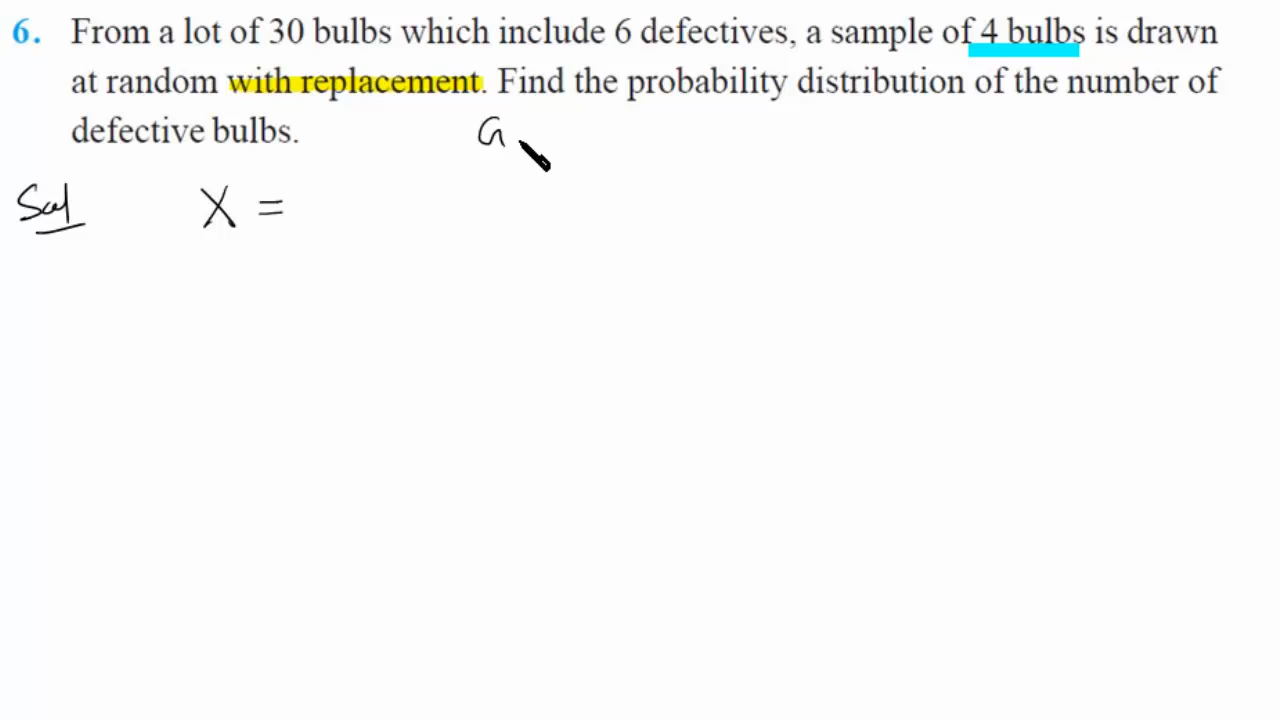 6. From a lot of 30 bulbs which include 6 defectives, a sample of 4 bulbs is drawn
at random with replacement. Find the probability distribution of the number of
defective bulbs.
G
Sol X =